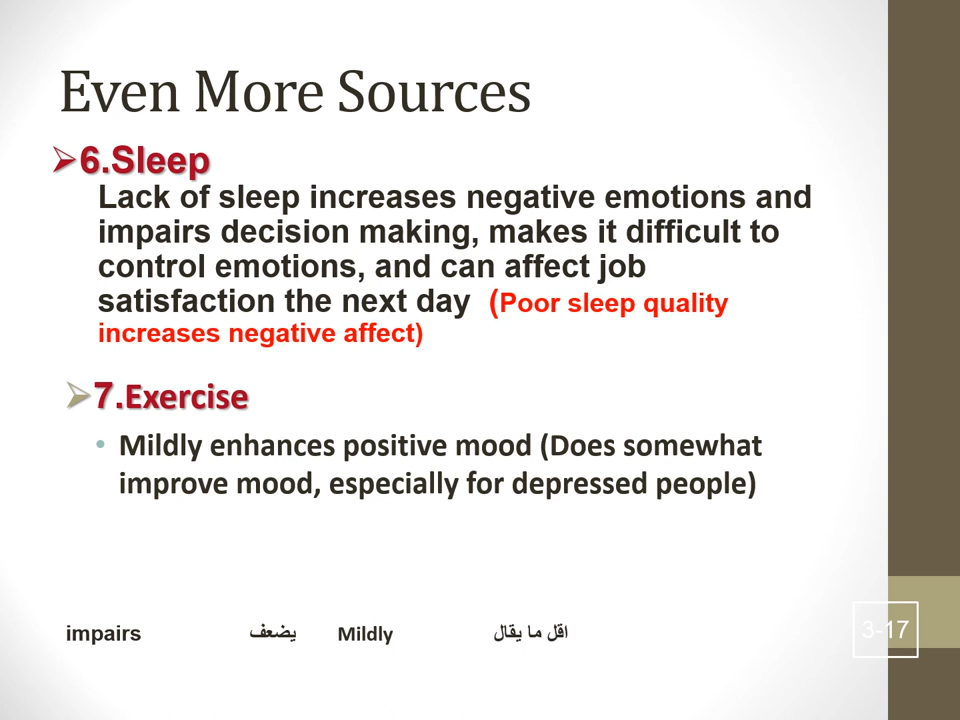 Even More Sources
6.Sleep
Lack of sleep increases negative emotions and
impairs decision making, makes it difficult to
control emotions, and can affect job
satisfaction the next day (Poor sleep quality
increases negative affect)
7.Exercise
• Mildly enhances positive mood (Does somewhat
improve mood, especially for depressed people)
impairs يضعف Mildly اقل ما يقال
3-17